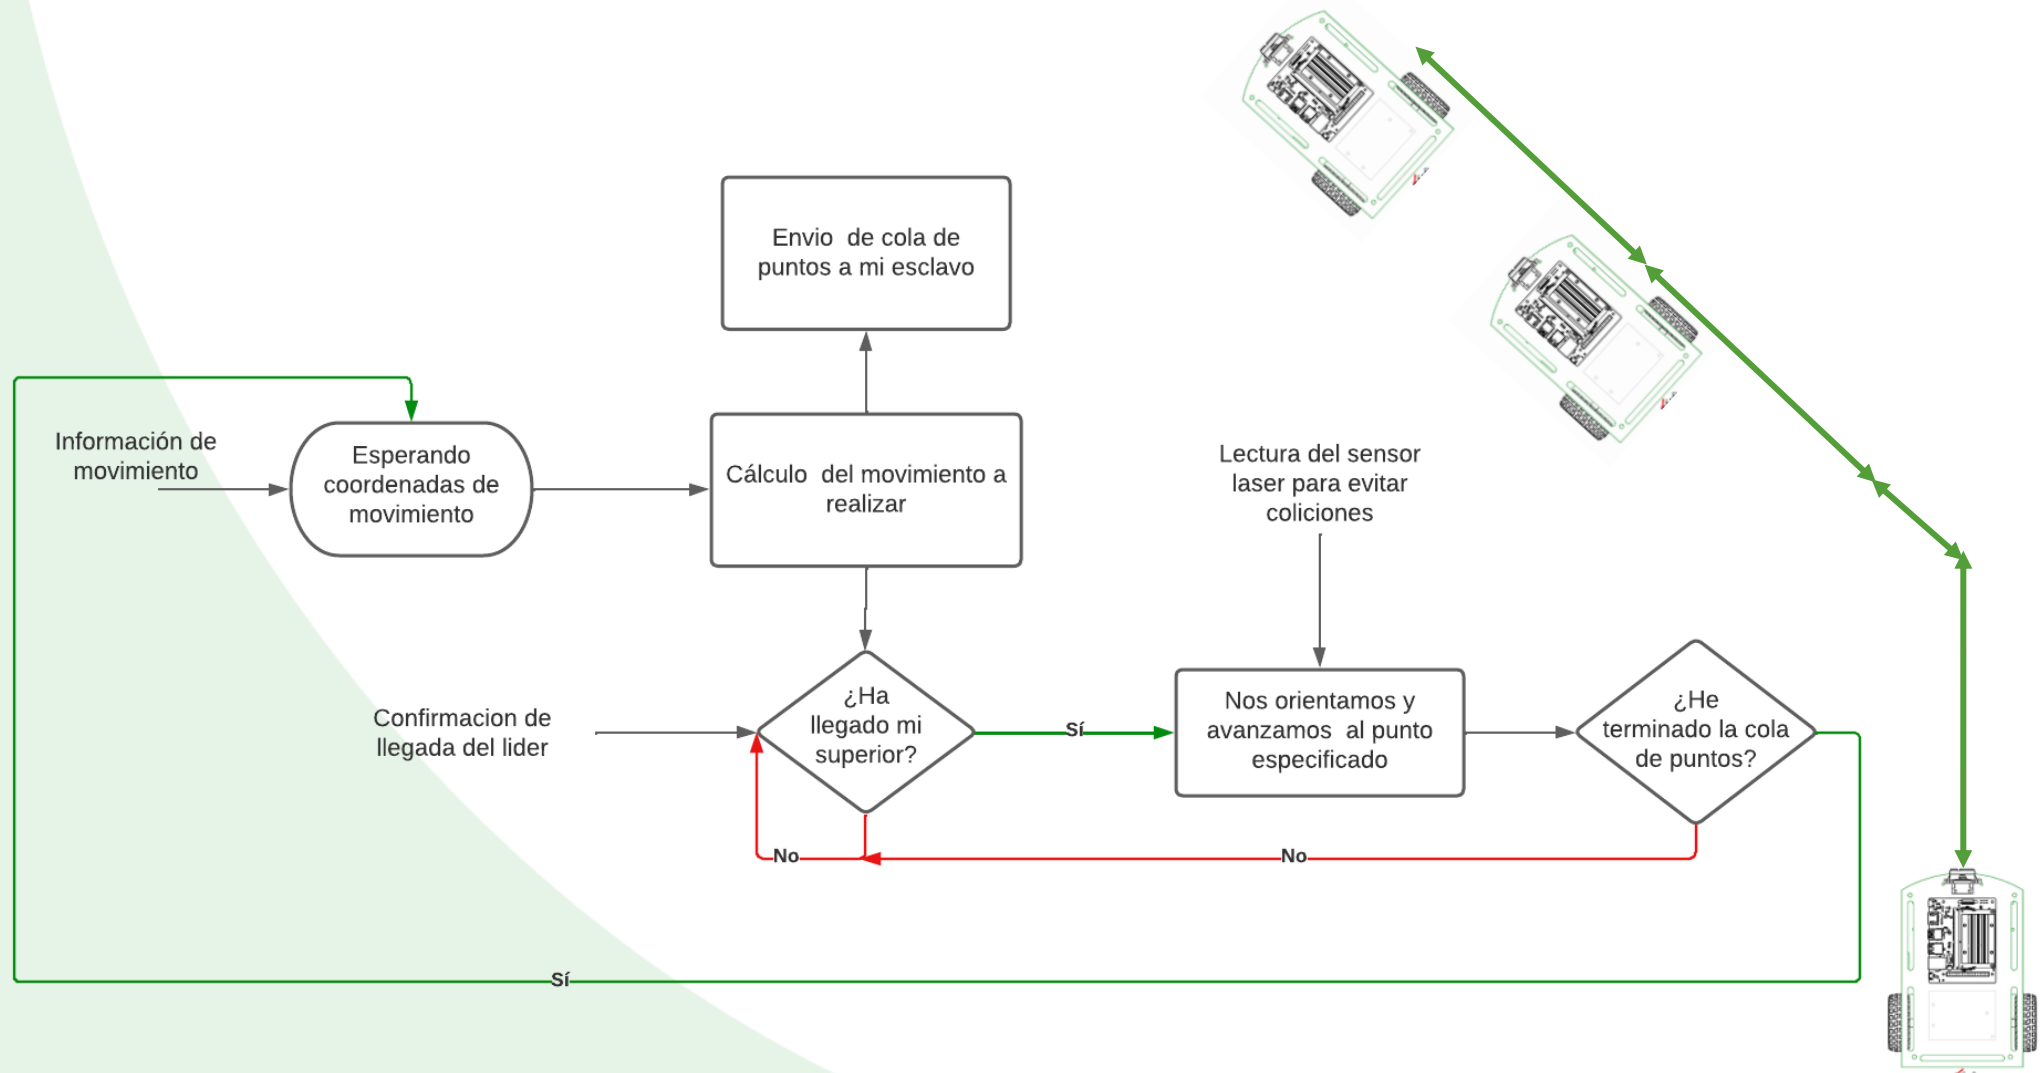 Envio de cola de
puntos a mi esclavo
Información de
movimiento
Esperando
coordenadas de
movimiento
Cálculo del movimiento a
realizar
Lectura del sensor
laser para evitar
coliciones
Confirmacion de
llegada del lider
¿Ha
llegado mi
superior?
Sí
Nos orientamos y
avanzamos al punto
especificado
¿He
terminado la cola
de puntos?
No
No
Sí